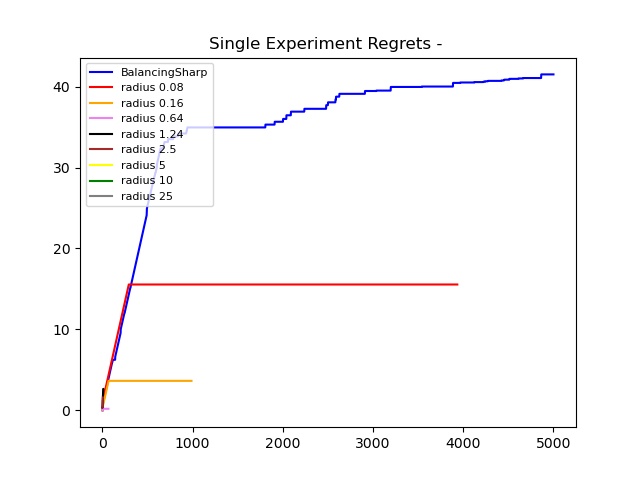 Single Experiment Regrets -
BalancingSharp
radius 0.08
radius 0.16
radius 0.64
radius 1.24
radius 2.5
radius 5
radius 10
radius 25
40
30
20
10
0
0 1000 2000 3000 4000 5000